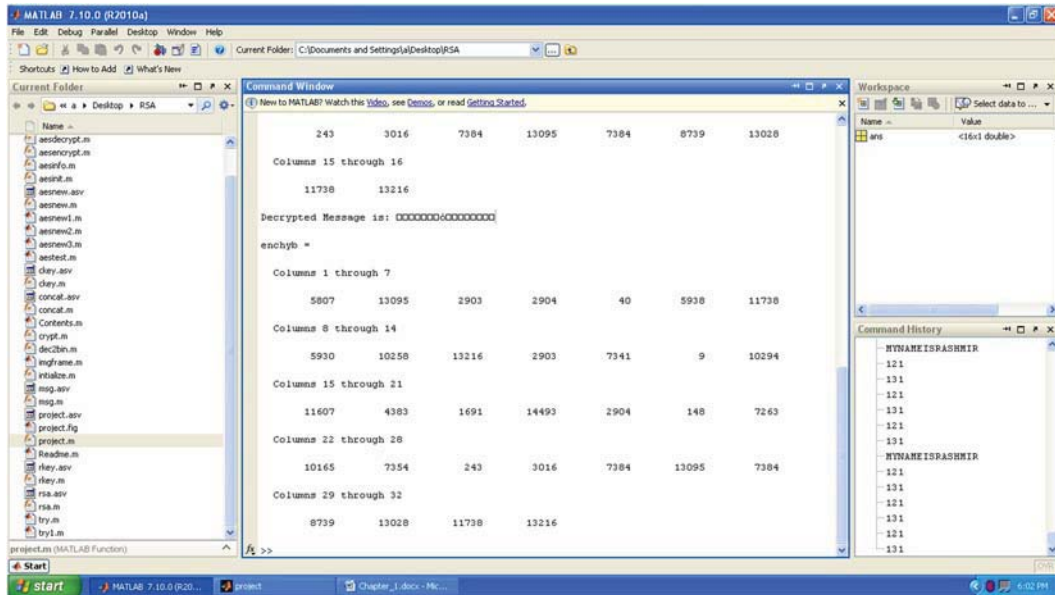 MATLAB 7.10.0 (R2010a)
File Edit Debug Parallel Desktop Window Help
Current Folder: C:\Documents and Settings\a\Desktop\RSA
Shortcuts How to Add What's New
Current Folder
« a ▸ Desktop ▸ RSA
Name
aesdecrypt.m
aesencrypt.m
aesinfo.m
aesinit.m
aesnew.asv
aesnew.m
aesnew1.m
aesnew2.m
aesnew3.m
aestest.m
ckey.asv
ckey.m
concat.asv
concat.m
Contents.m
crypt.m
dec2bin.m
imgframe.m
intialize.m
msg.asv
msg.m
project.asv
project.fig
project.m
Readme.m
rkey.asv
rkey.m
rsa.asv
rsa.m
try.m
try1.m
project.m (MATLAB Function)
Command Window
New to MATLAB? Watch this Video, see Demos, or read Getting Started.
243 3016 7384 13095 7384 8739 13028
Columns 15 through 16
11738 13216
Decrypted Message is: □□□□□□□ó□□□□□□□□
enchyb =
Columns 1 through 7
5807 13095 2903 2904 40 5938 11738
Columns 8 through 14
5930 10258 13216 2903 7341 9 10294
Columns 15 through 21
11607 4383 1691 14493 2904 148 7263
Columns 22 through 28
10165 7354 243 3016 7384 13095 7384
Columns 29 through 32
8739 13028 11738 13216
fx >>
Workspace
Select data to ...
Name Value
ans <16x1 double>
Command History
MYNAMEISRASHMIR
121
131
121
131
121
131
MYNAMEISRASHMIR
121
131
121
131
121
131
Start
OVR
start MATLAB 7.10.0 (R20... project Chapter_1.docx - Mic... 6:02 PM